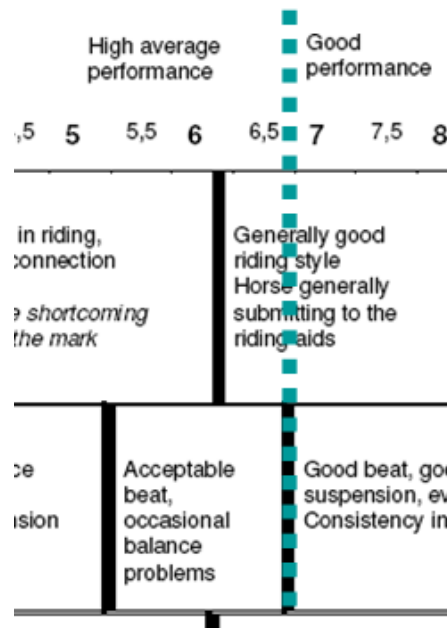 High average
performance
Good
performance
,5 5 5,5 6 6,5 7 7,5 8
in riding,
connection
shortcoming
the mark
Generally good
riding style
Horse generally
submitting to the
riding aids
Acceptable
beat,
occasional
balance
problems
Good beat,
suspension,
Consistency in